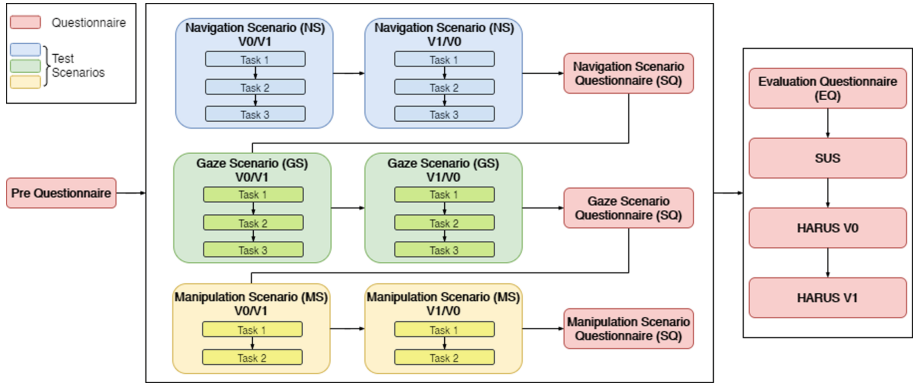 Questionnaire
Test
Scenarios
Pre Questionnaire
Navigation Scenario (NS)
V0/V1
Task 1
Task 2
Task 3
Navigation Scenario (NS)
V1/V0
Task 1
Task 2
Task 3
Navigation Scenario
Questionnaire (SQ)
Gaze Scenario (GS)
V0/V1
Task 1
Task 2
Task 3
Gaze Scenario (GS)
V1/V0
Task 1
Task 2
Task 3
Gaze Scenario
Questionnaire (SQ)
Manipulation Scenario (MS)
V0/V1
Task 1
Task 2
Manipulation Scenario (MS)
V1/V0
Task 1
Task 2
Manipulation Scenario
Questionnaire (SQ)
Evaluation Questionnaire
(EQ)
SUS
HARUS V0
HARUS V1